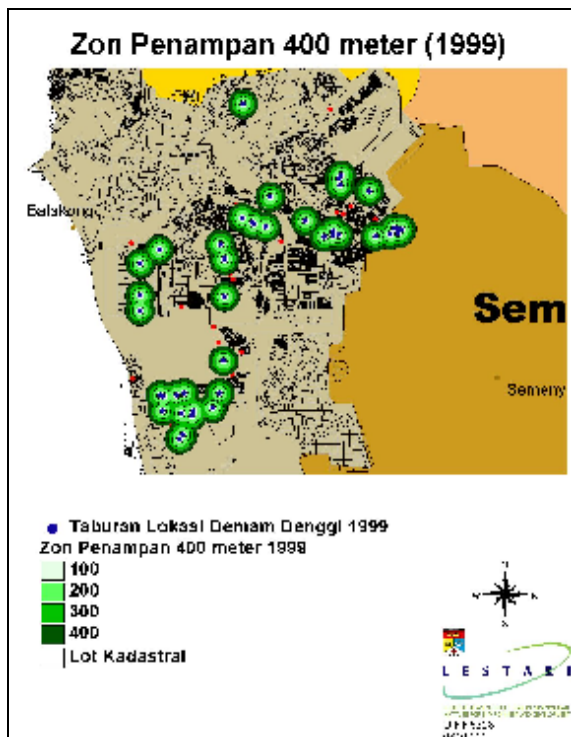 Zon Penampan 400 meter (1999)
Balakong
Sem
Semeny
Taburan Lokasi Demam Denggi 1999
Zon Penampan 400 meter 1999
100
200
300
400
Lot Kadastral
LESTARI